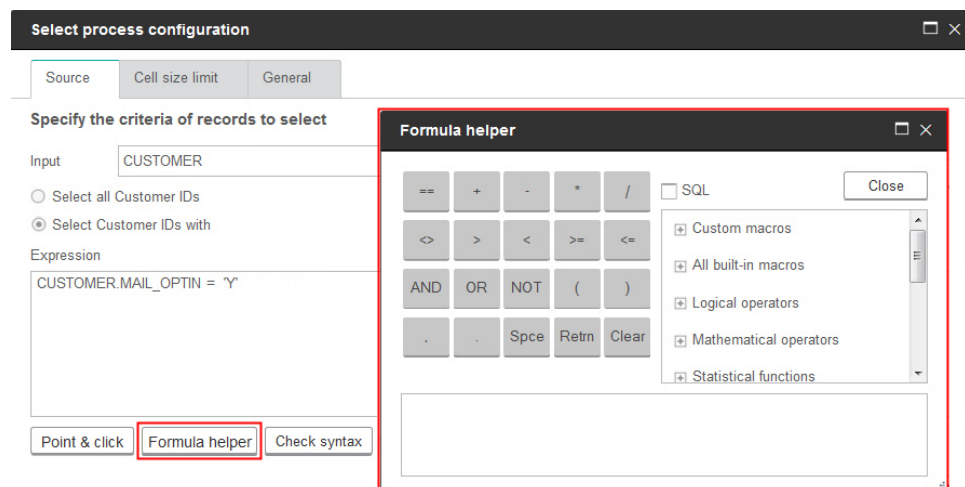 Select process configuration
Source Cell size limit General
Specify the criteria of records to select
Input CUSTOMER
Select all Customer IDs
Select Customer IDs with
Expression
CUSTOMER.MAIL_OPTIN = 'Y'
Point & click Formula helper Check syntax
Formula helper
== + - * /
<> > < >= <=
AND OR NOT ( )
, . Spce Retrn Clear
SQL Close
Custom macros
All built-in macros
Logical operators
Mathematical operators
Statistical functions